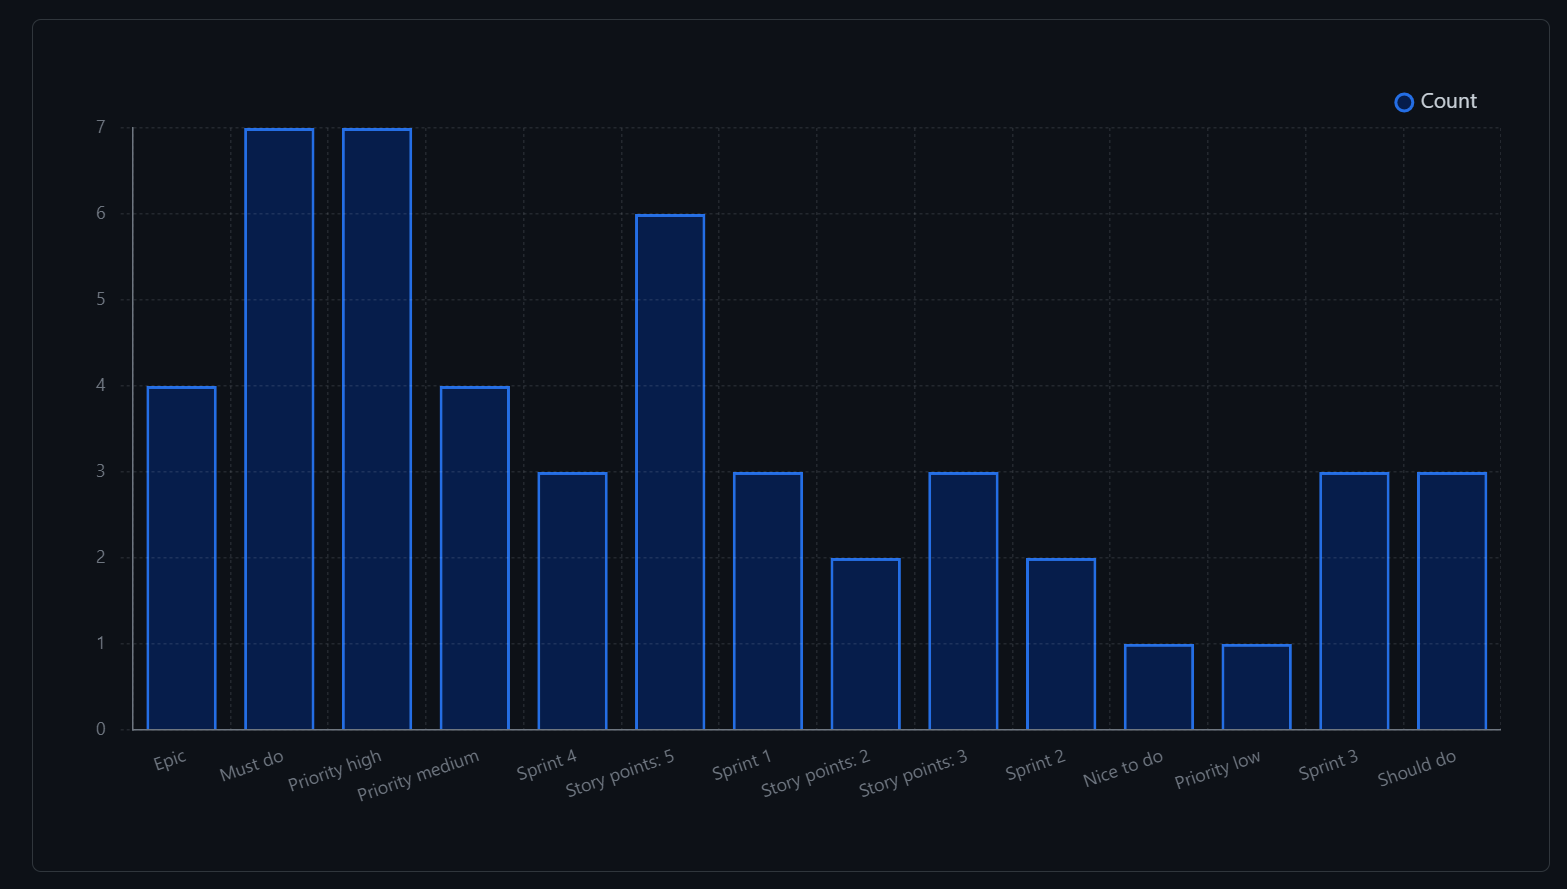 Count
7
6
5
4
3
2
1
0
Epic
Must do
Priority high
Priority medium
Sprint 4
Story points: 5
Sprint 1
Story points: 2
Story points: 3
Sprint 2
Nice to do
Priority low
Sprint 3
Should do